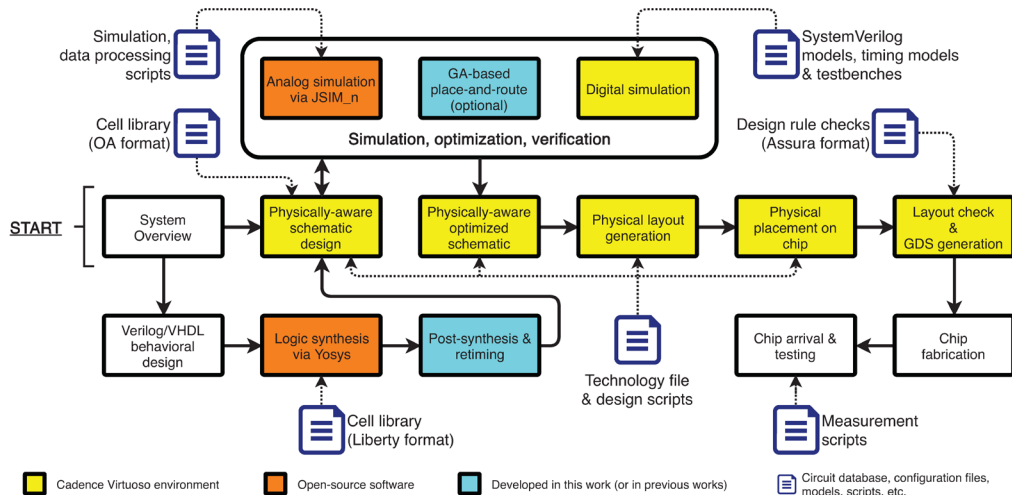 Simulation,
data processing
scripts
SystemVerilog
models, timing models
& testbenches
Analog simulation
via JSIM_n
GA-based
place-and-route
(optional)
Digital simulation
Simulation, optimization, verification
Cell library
(OA format)
Design rule checks
(Assura format)
START
System
Overview
Physically-aware
schematic
design
Physically-aware
optimized
schematic
Physical layout
generation
Physical
placement on
chip
Layout check
&
GDS generation
Verilog/VHDL
behavioral
design
Logic synthesis
via Yosys
Post-synthesis &
retiming
Technology file
& design scripts
Chip arrival &
testing
Chip
fabrication
Cell library
(Liberty format)
Measurement
scripts
Cadence Virtuoso environment
Open-source software
Developed in this work (or in previous works)
Circuit database, configuration files,
models, scripts, etc.